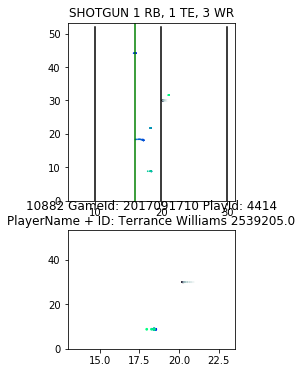 SHOTGUN 1 RB, 1 TE, 3 WR
50
40
30
20
10
0
10 20 30
10882 GameId: 2017091710 PlayId: 4414
PlayerName + ID: Terrance Williams 2539205.0
40
20
0
15.0 17.5 20.0 22.5